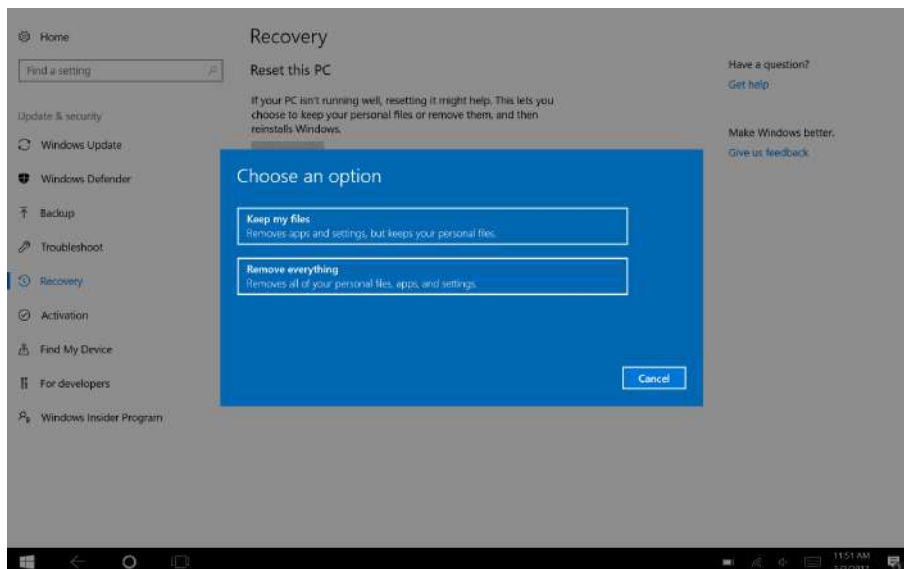 Home
Find a setting
Update & security
Windows Update
Windows Defender
Backup
Troubleshoot
Recovery
Activation
Find My Device
For developers
Windows Insider Program
Recovery
Reset this PC
If your PC isn't running well, resetting it might help. This lets you
choose to keep your personal files or remove them, and then
reinstalls Windows.
Choose an option
Keep my files
Removes apps and settings, but keeps your personal files.
Remove everything
Removes all of your personal files, apps, and settings.
Cancel
Have a question?
Get help
Make Windows better.
Give us feedback
11:51 AM